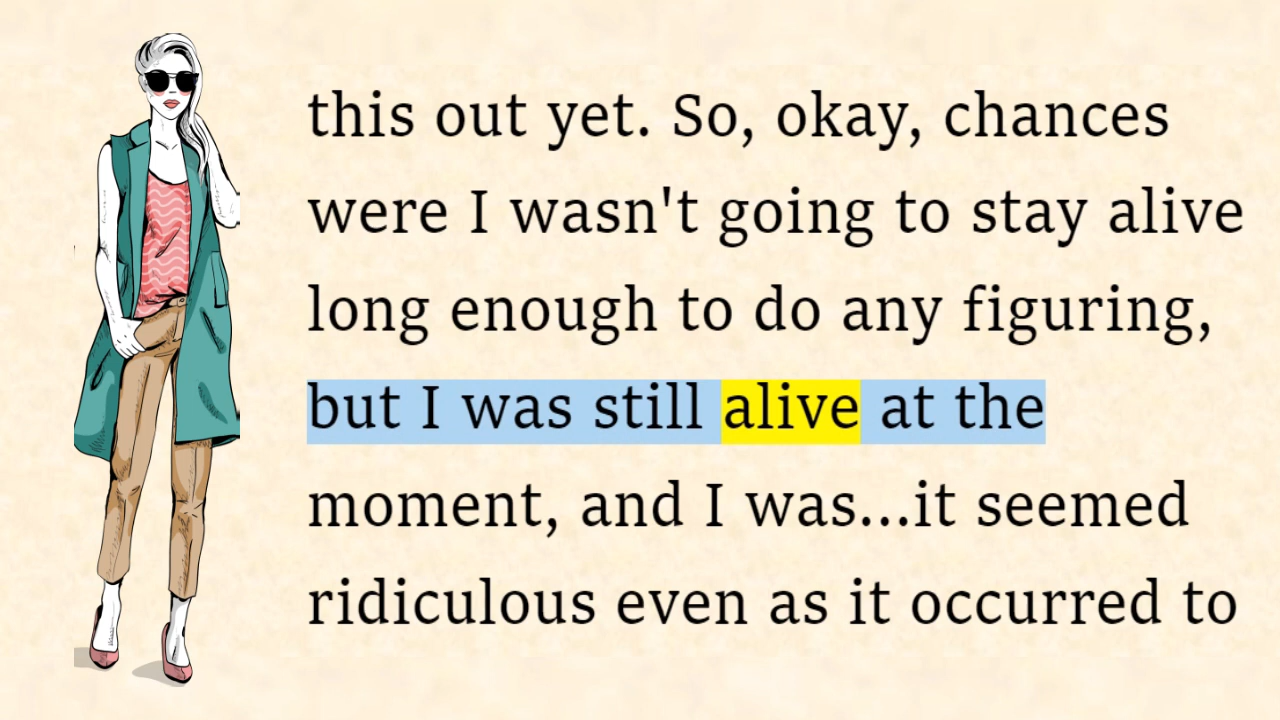 this out yet. So, okay, chances
were I wasn't going to stay alive
long enough to do any figuring,
but I was still alive at the
moment, and I was...it seemed
ridiculous even as it occurred to